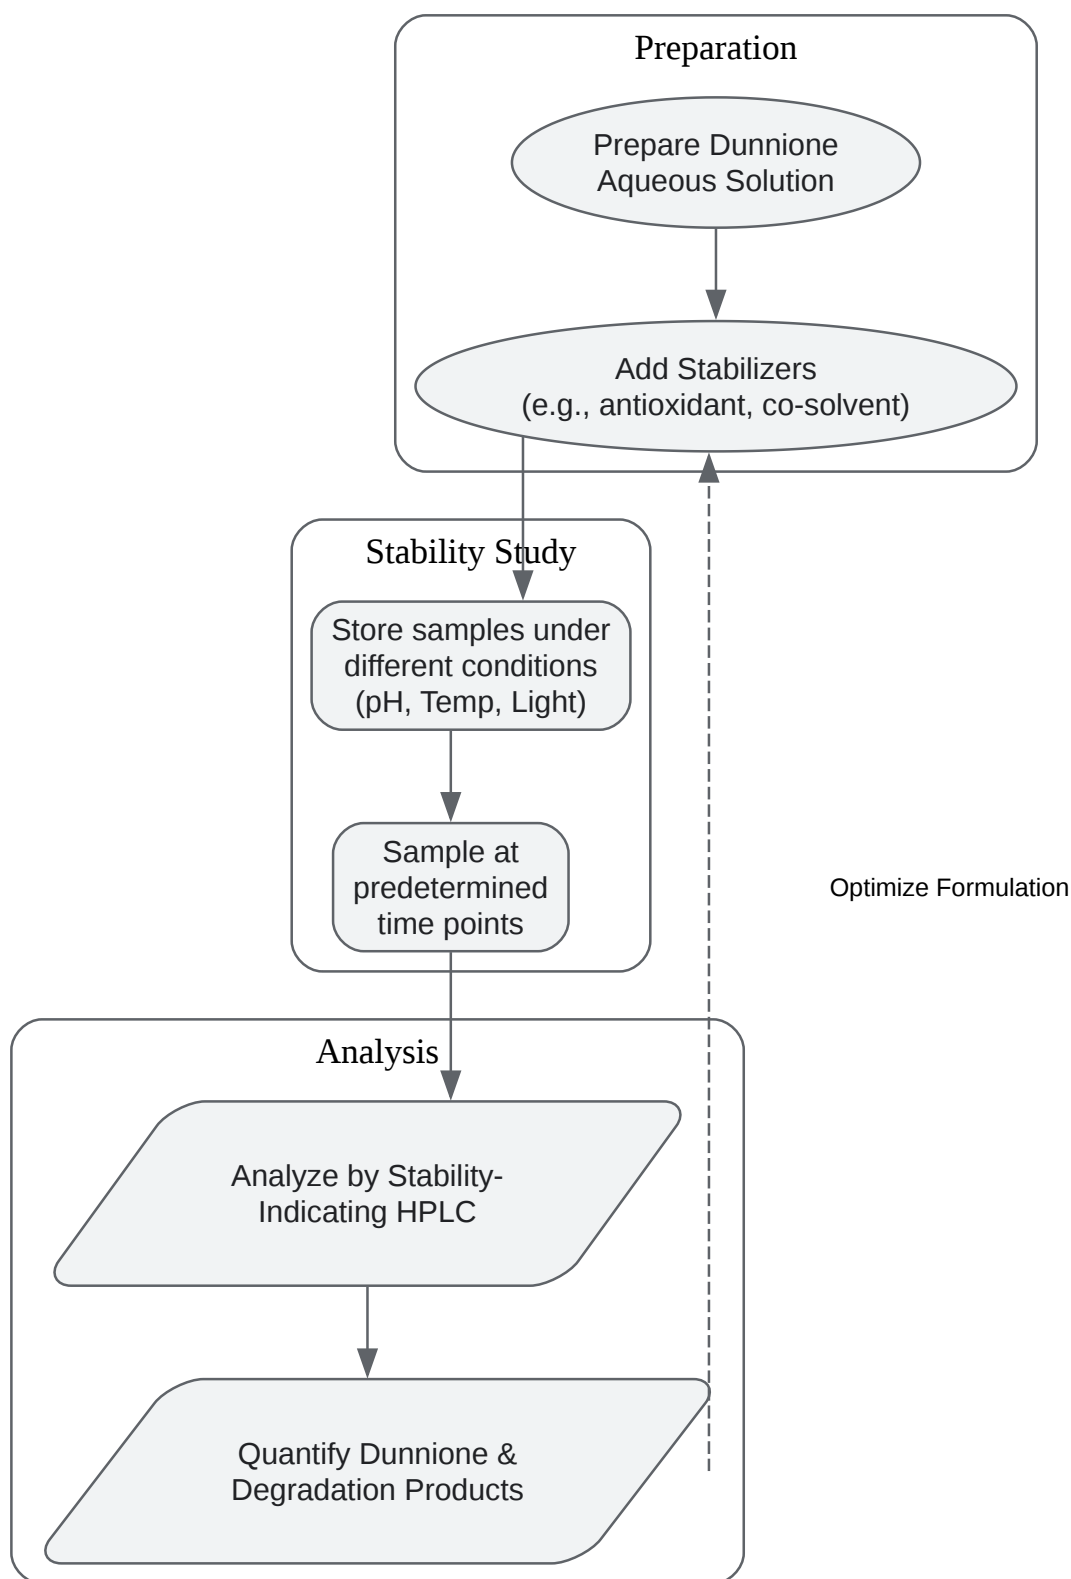 Preparation
Prepare Dunnione
Aqueous Solution
Add Stabilizers
(e.g., antioxidant, co-solvent)
Stability Study
Store samples under
different conditions
(pH, Temp, Light)
Sample at
predetermined
time points
Optimize Formulation
Analysis
Analyze by Stability-
Indicating HPLC
Quantify Dunnione &
Degradation Products